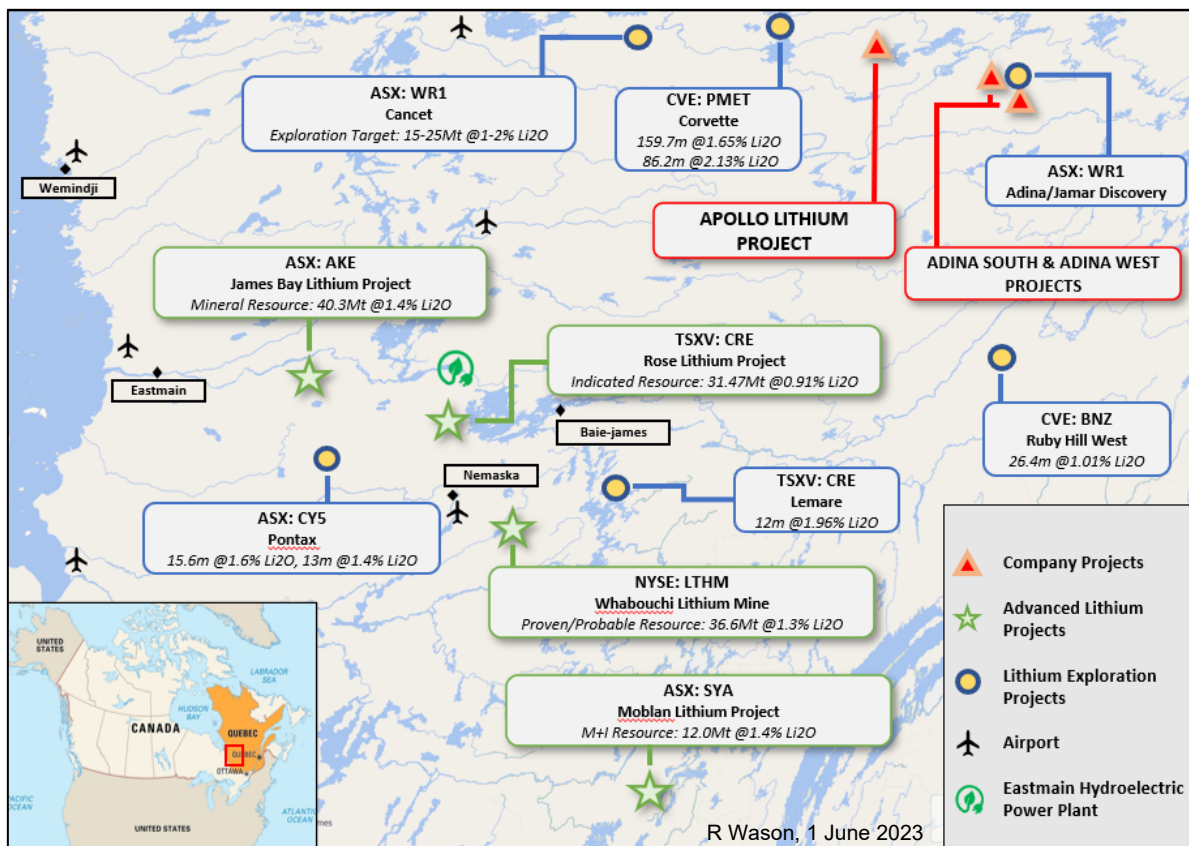 ASX: WR1
Cancet
Exploration Target: 15-25Mt @1-2% Li2O
CVE: PMET
Corvette
159.7m @1.65% Li2O
86.2m @2.13% Li2O
ASX: WR1
Adina/Jamar Discovery
Wemindji
APOLLO LITHIUM
PROJECT
ADINA SOUTH & ADINA WEST
PROJECTS
ASX: AKE
James Bay Lithium Project
Mineral Resource: 40.3Mt @1.4% Li2O
TSXV: CRE
Rose Lithium Project
Indicated Resource: 31.47Mt @0.91% Li2O
Eastmain
Baie-james
CVE: BNZ
Ruby Hill West
26.4m @1.01% Li2O
Nemaska
TSXV: CRE
Lemare
12m @1.96% Li2O
ASX: CY5
Pontax
15.6m @1.6% Li2O, 13m @1.4% Li2O
NYSE: LTHM
Whabouchi Lithium Mine
Proven/Probable Resource: 36.6Mt @1.3% Li2O
ASX: SYA
Moblan Lithium Project
M+I Resource: 12.0Mt @1.4% Li2O
Company Projects
Advanced Lithium
Projects
Lithium Exploration
Projects
Airport
Eastmain Hydroelectric
Power Plant
UNITED
STATES
LABRADOR
SEA
HUDSON
BAY
CANADA
QUEBEC
QUEBEC
OTTAWA
PACIFIC
OCEAN
UNITED STATES
ATLANTIC
OCEAN
mes
R Wason, 1 June 2023